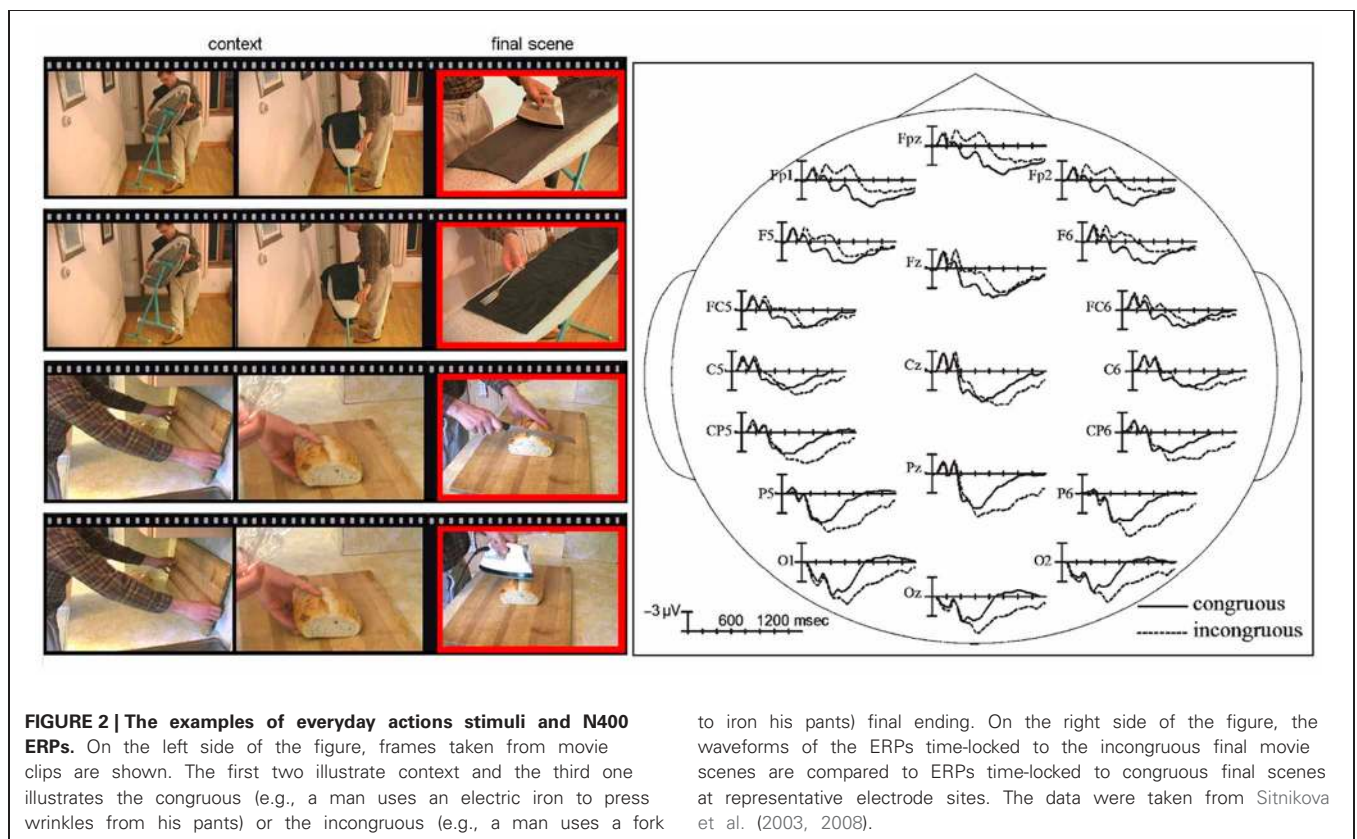 context final scene
Fpz
Fp1 Fp2
F5 Fz F6
FC5 FC6
C5 Cz C6
CP5 CP6
Pz
P5 P6
O1 O2
Oz
−3 μV
600 1200 msec
congruous
incongruous
FIGURE 2 | The examples of everyday actions stimuli and N400
ERPs. On the left side of the figure, frames taken from movie
clips are shown. The first two illustrate context and the third one
illustrates the congruous (e.g., a man uses an electric iron to press
wrinkles from his pants) or the incongruous (e.g., a man uses a fork
to iron his pants) final ending. On the right side of the figure, the
waveforms of the ERPs time-locked to the incongruous final movie
scenes are compared to ERPs time-locked to congruous final scenes
at representative electrode sites. The data were taken from Sitnikova
et al. (2003, 2008).